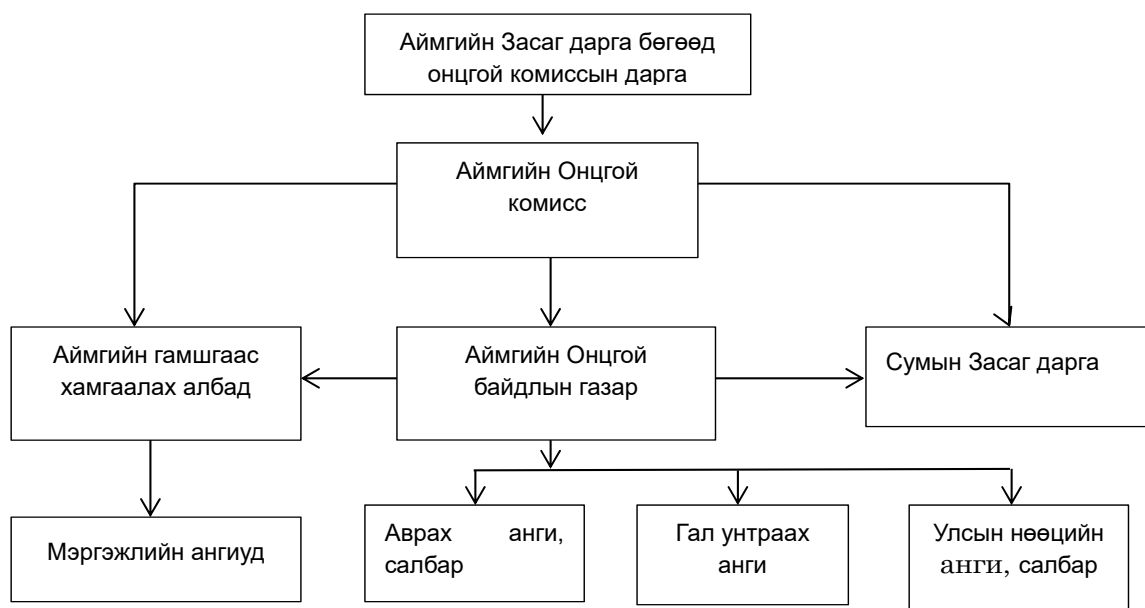 Аймгийн Засаг дарга бөгөөд
онцгой комиссын дарга
Аймгийн Онцгой
комисс
Аймгийн гамшгаас
хамгаалах албад
Аймгийн Онцгой
байдлын газар
Сумын Засаг дарга
Мэргэжлийн ангиуд
Аврах анги,
салбар
Гал унтраах
анги
Улсын нөөцийн
анги, салбар